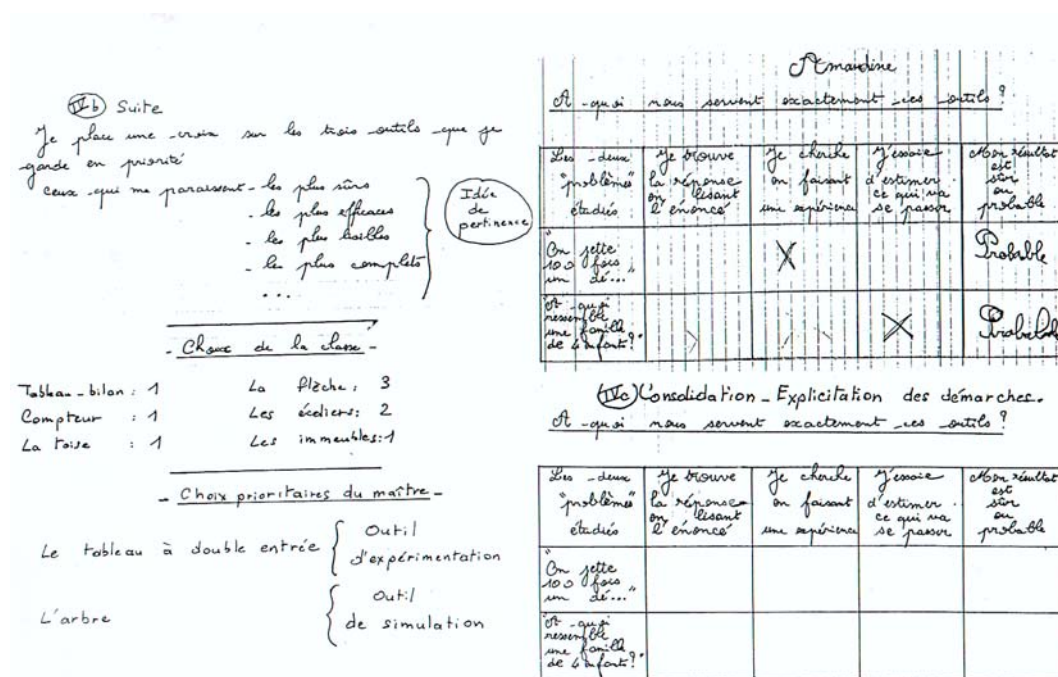 IVb Suite
Je place une croix sur les trois outils que je
garde en priorité
ceux qui me paraissent - les plus sûrs
- les plus efficaces
- les plus lisibles
- les plus complets
...
Idée
de
pertinence
- Choix de la classe -
Tableau-bilan : 1 La flèche : 3
Compteur : 1 Les écoliers : 2
La toise : 1 Les immeubles : 1
- Choix prioritaires du maître -
Le tableau à double entrée
Outil
d'expérimentation
L'arbre
Outil
de simulation
Amandine
A quoi nous servent exactement ces outils ?
Les deux "problèmes" étudiés
Je trouve la réponse en lisant l'énoncé
Je cherche en faisant une expérience
J'essaie d'estimer ce qui va se passer
Mon résultat est sûr ou probable
"On jette 100 fois un dé..."
X
Probable
"A quoi ressemble une famille de 4 enfants ?"
X
Probable
IVc Consolidation - Explicitation des démarches.
A quoi nous servent exactement ces outils ?
Les deux "problèmes" étudiés
Je trouve la réponse en lisant l'énoncé
Je cherche en faisant une expérience
J'essaie d'estimer ce qui va se passer
Mon résultat est sûr ou probable
"On jette 100 fois un dé..."
"A quoi ressemble une famille de 4 enfants ?"